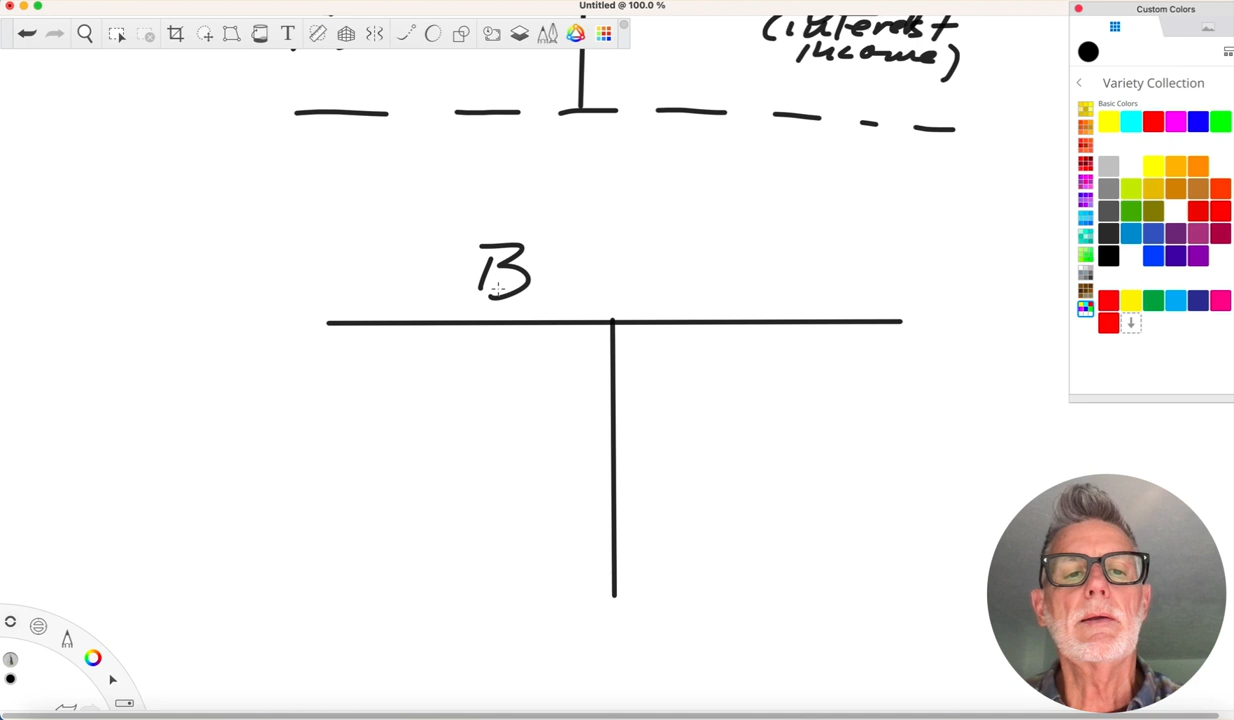 Untitled @ 100.0 %
(interest
income)
Custom Colors
Variety Collection
Basic Colors
B